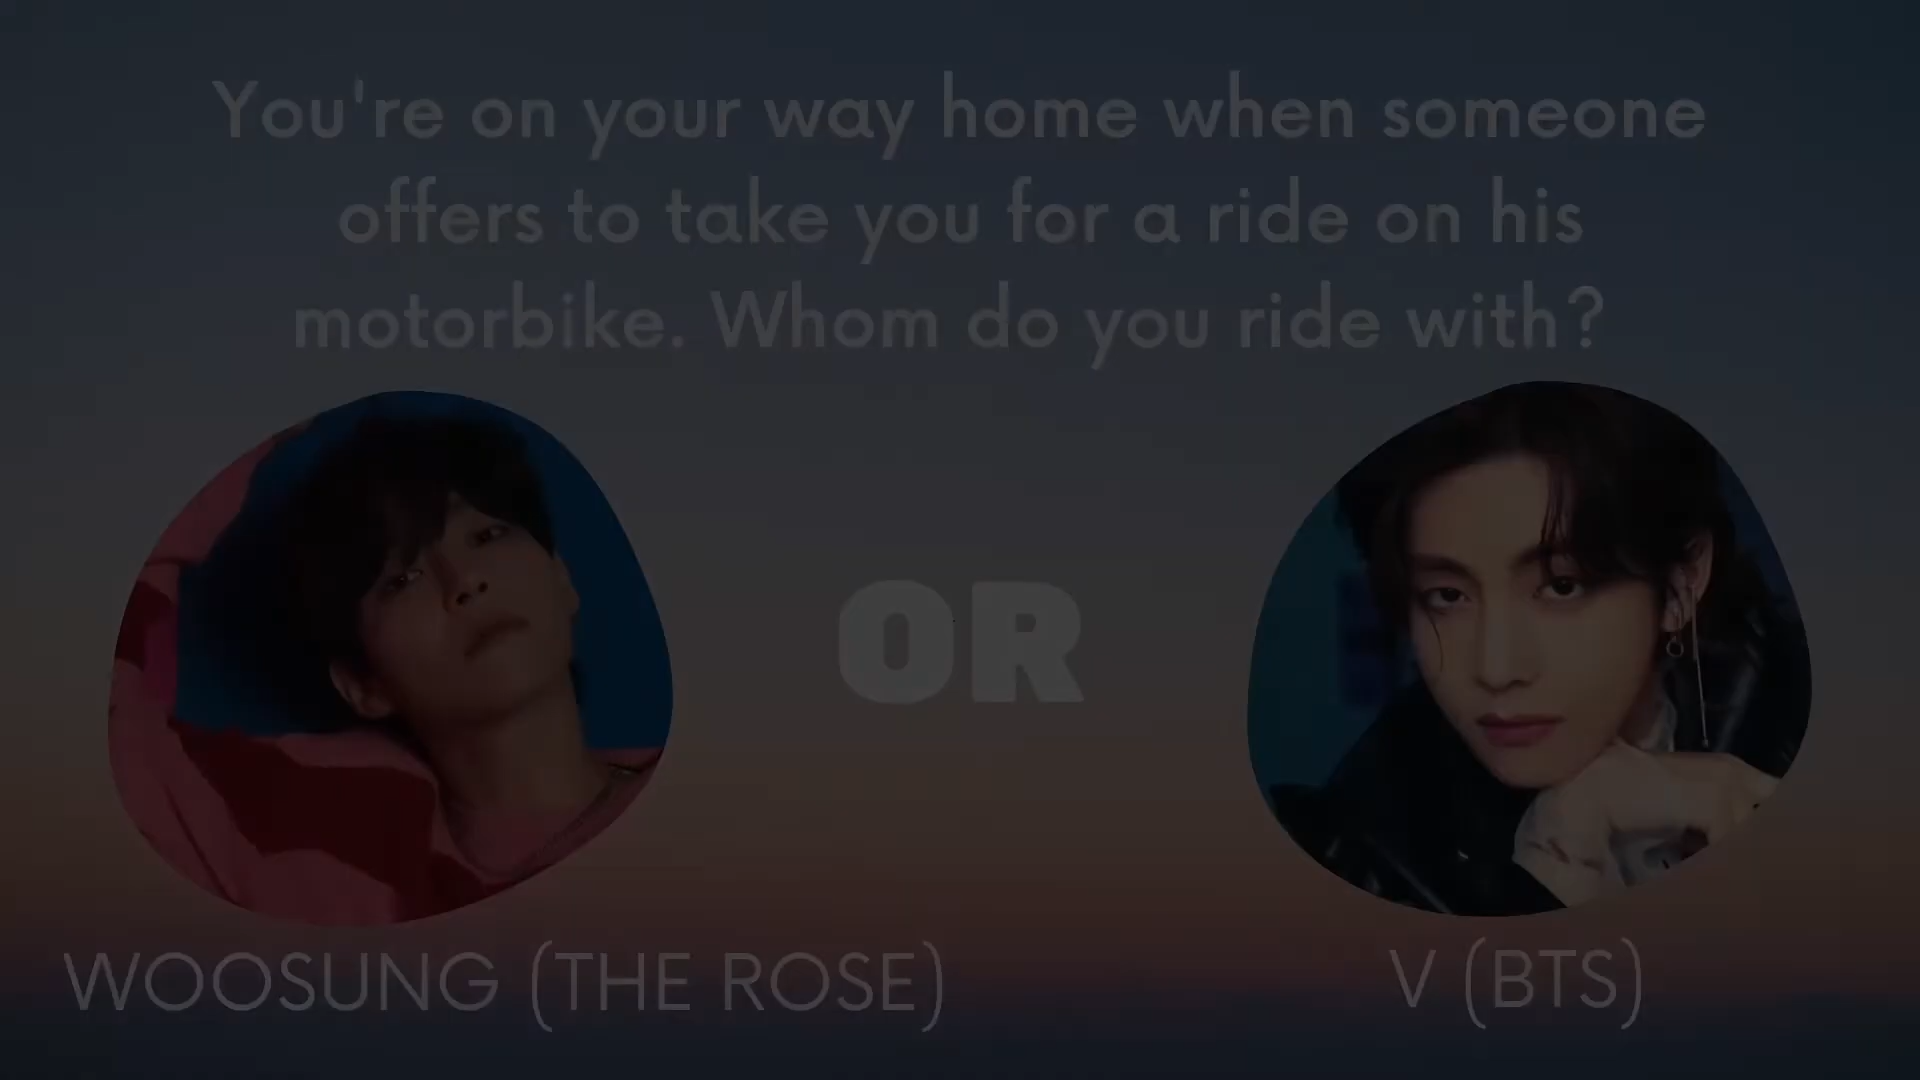 You're on your way home when someone
offers to take you for a ride on his
motorbike. Whom do you ride with?
OR
WOOSUNG (THE ROSE)
V (BTS)